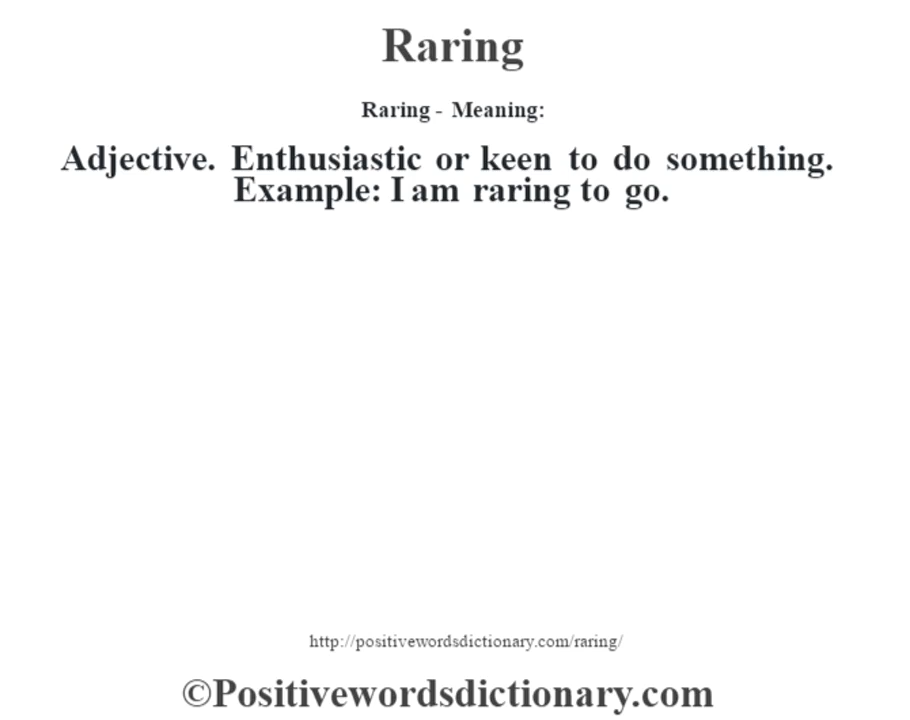 Raring
Raring - Meaning:
Adjective. Enthusiastic or keen to do something.
Example: I am raring to go.
http://positivewordsdictionary.com/raring/
©Positivewordsdictionary.com